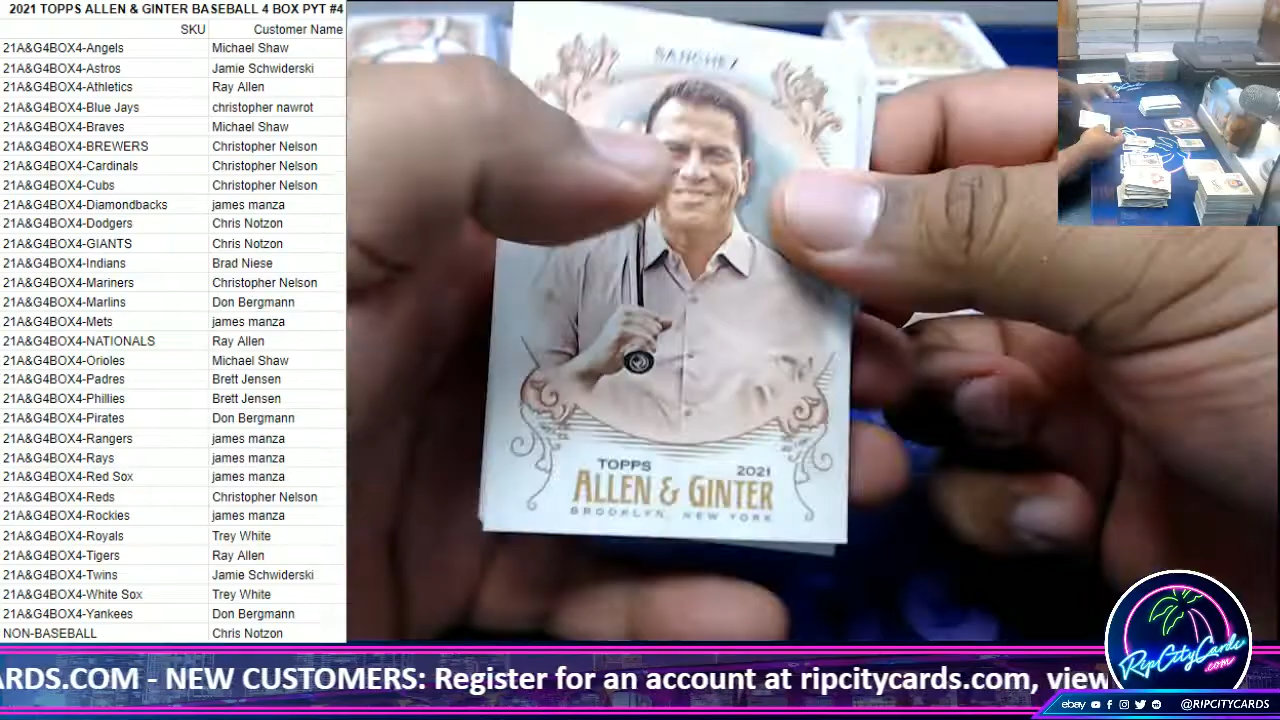 2021 TOPPS ALLEN & GINTER BASEBALL 4 BOX PYT #4
SKU Customer Name
21A&G4BOX4-Angels Michael Shaw
21A&G4BOX4-Astros Jamie Schwiderski
21A&G4BOX4-Athletics Ray Allen
21A&G4BOX4-Blue Jays christopher nawrot
21A&G4BOX4-Braves Michael Shaw
21A&G4BOX4-BREWERS Christopher Nelson
21A&G4BOX4-Cardinals Christopher Nelson
21A&G4BOX4-Cubs Christopher Nelson
21A&G4BOX4-Diamondbacks james manza
21A&G4BOX4-Dodgers Chris Notzon
21A&G4BOX4-GIANTS Chris Notzon
21A&G4BOX4-Indians Brad Niese
21A&G4BOX4-Mariners Christopher Nelson
21A&G4BOX4-Marlins Don Bergmann
21A&G4BOX4-Mets james manza
21A&G4BOX4-NATIONALS Ray Allen
21A&G4BOX4-Orioles Michael Shaw
21A&G4BOX4-Padres Brett Jensen
21A&G4BOX4-Phillies Brett Jensen
21A&G4BOX4-Pirates Don Bergmann
21A&G4BOX4-Rangers james manza
21A&G4BOX4-Rays james manza
21A&G4BOX4-Red Sox james manza
21A&G4BOX4-Reds Christopher Nelson
21A&G4BOX4-Rockies james manza
21A&G4BOX4-Royals Trey White
21A&G4BOX4-Tigers Ray Allen
21A&G4BOX4-Twins Jamie Schwiderski
21A&G4BOX4-White Sox Trey White
21A&G4BOX4-Yankees Don Bergmann
NON-BASEBALL Chris Notzon
SANCHEZ
TOPPS 2021
ALLEN & GINTER
BROOKLYN, NEW YORK
ARDS.COM - NEW CUSTOMERS: Register for an account at ripcitycards.com, view
RipCityCards
.com
ebay @RIPCITYCARDS